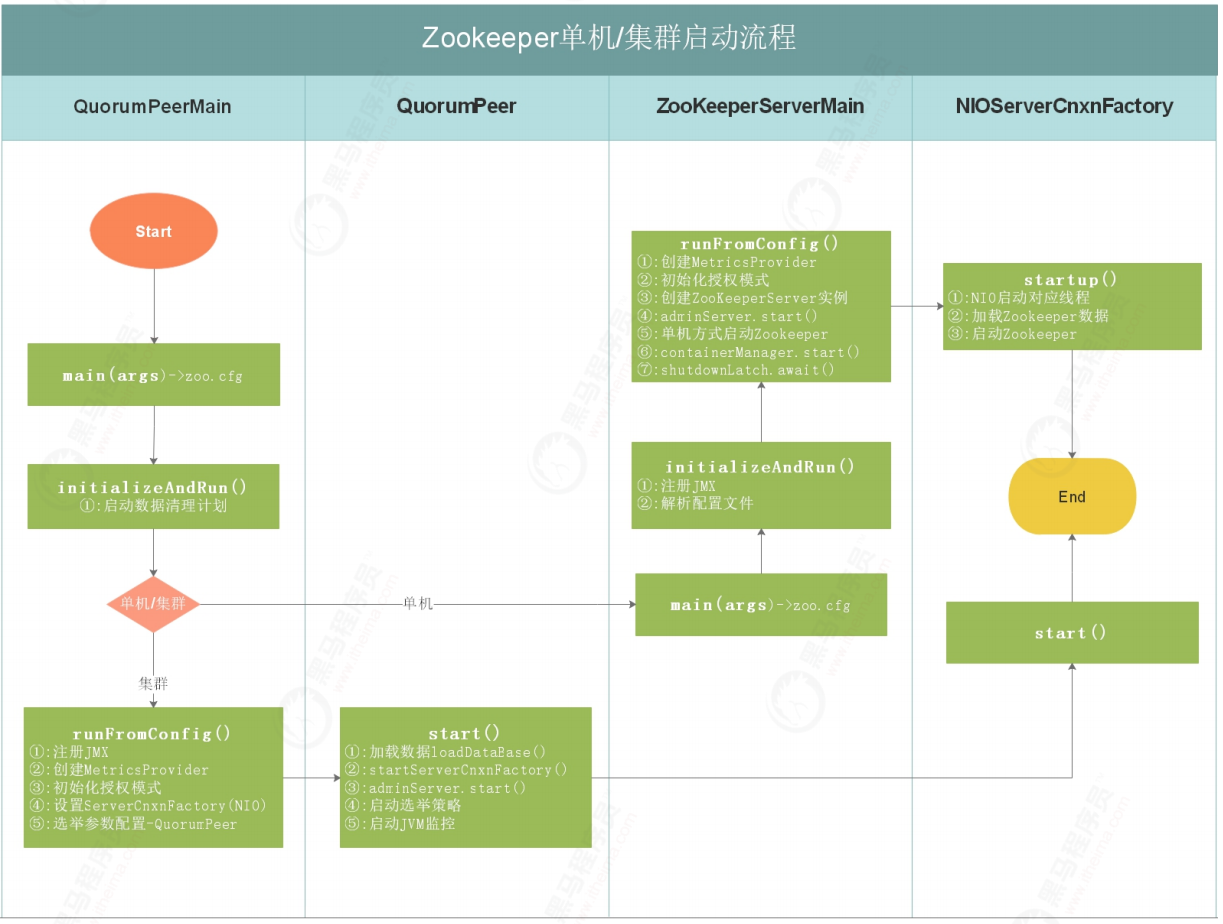 Zookeeper单机/集群启动流程
QuorumPeerMain
QuorumPeer
ZooKeeperServerMain
NIOServerCnxnFactory
Start
main(args)->zoo.cfg
initializeAndRun()
①:启动数据清理计划
单机/集群
单机
集群
runFromConfig()
①:注册JMX
②:创建MetricsProvider
③:初始化授权模式
④:设置ServerCnxnFactory(NIO)
⑤:选举参数配置-QuorumPeer
start()
①:加载数据loadDataBase()
②:startServerCnxnFactory()
③:adminServer.start()
④:启动选举策略
⑤:启动JVM监控
runFromConfig()
①:创建MetricsProvider
②:初始化授权模式
③:创建ZooKeeperServer实例
④:adminServer.start()
⑤:单机方式启动Zookeeper
⑥:containerManager.start()
⑦:shutdownLatch.await()
initializeAndRun()
①:注册JMX
②:解析配置文件
main(args)->zoo.cfg
startup()
①:NIO启动对应线程
②:加载Zookeeper数据
③:启动Zookeeper
End
start()
黑马程序员
www.itheima.com